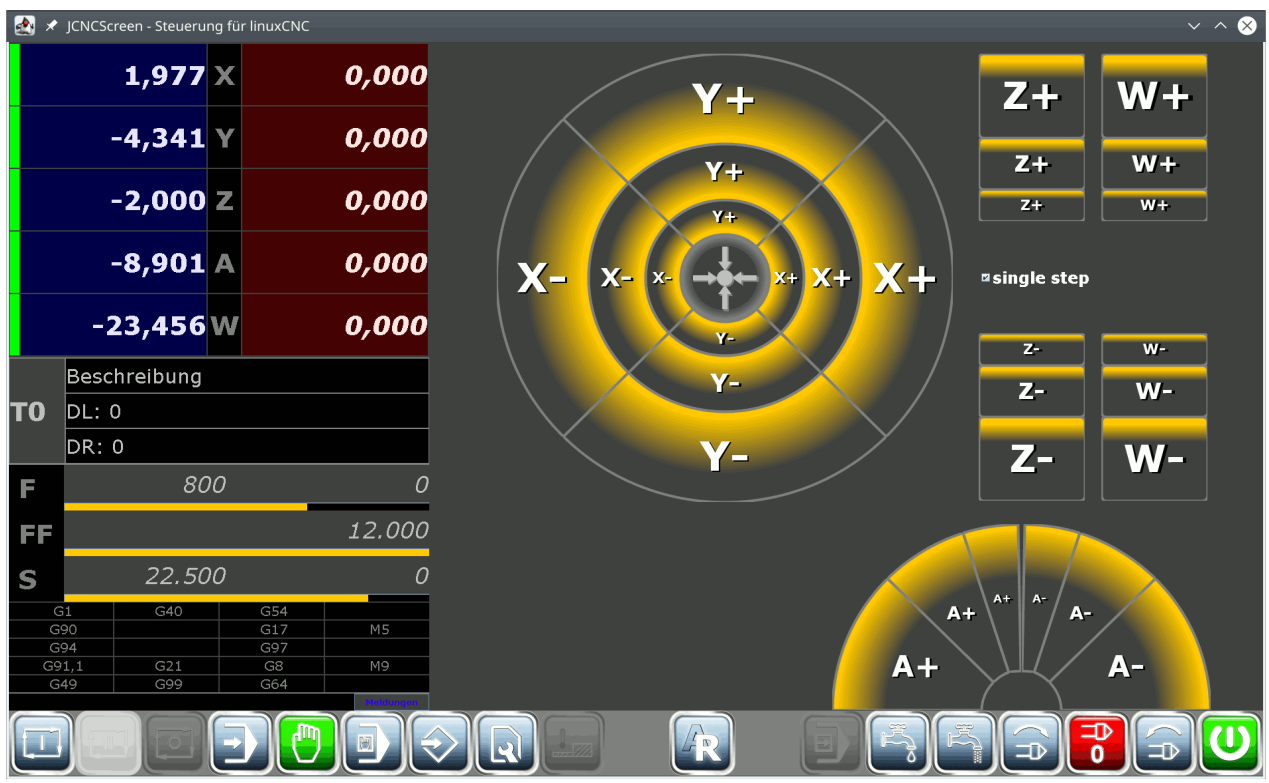 JCNCScreen - Steuerung für linuxCNC
1,977 X 0,000
-4,341 Y 0,000
-2,000 Z 0,000
-8,901 A 0,000
-23,456 W 0,000
T0
Beschreibung
DL: 0
DR: 0
F 800 0
FF 12.000
S 22.500 0
G1 G40 G54
G90 G17 M5
G94 G97
G91,1 G21 G8 M9
G49 G99 G64
Meldungen
Y+
Y+
Y+
X- X- X- X+ X+ X+
Y-
Y-
Y-
Z+ W+
Z+ W+
Z+ W+
single step
Z- W-
Z- W-
Z- W-
A+ A+ A+ A- A- A-
I
AR
0